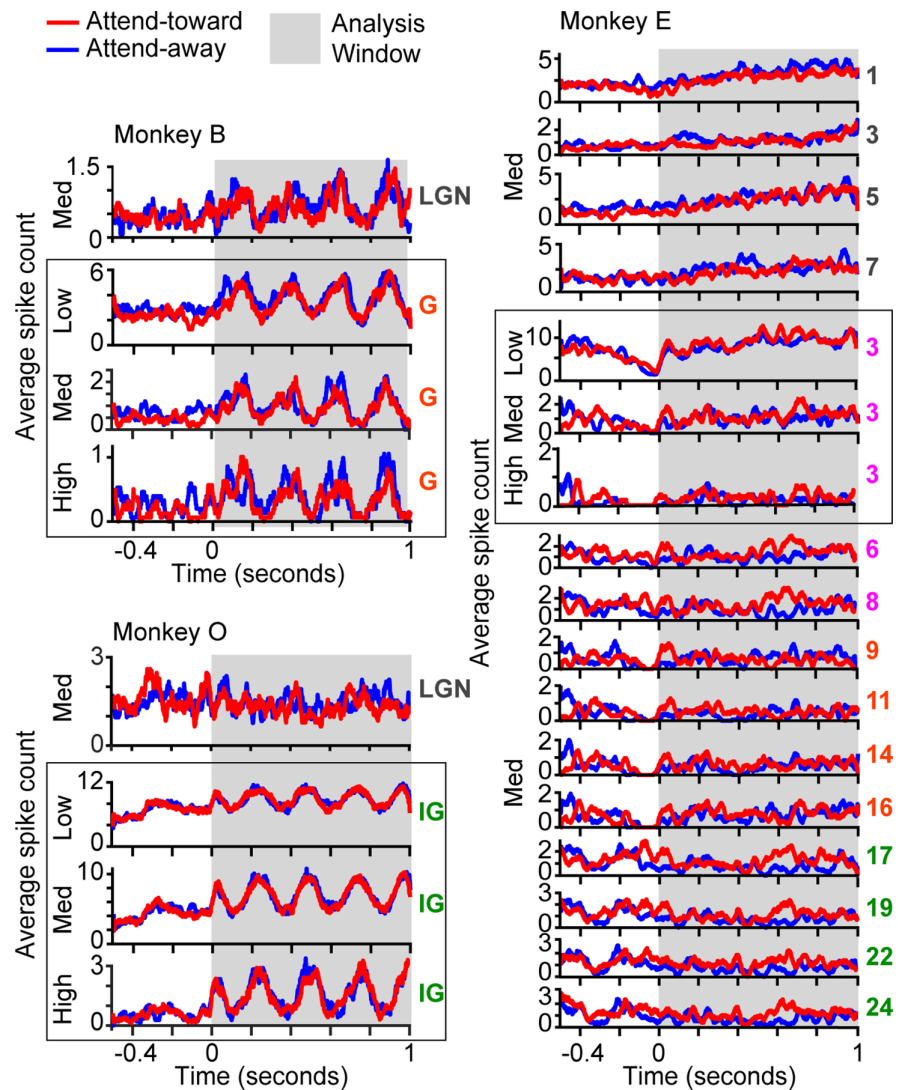 Attend-toward
Attend-away
Analysis
Window
Monkey B
Average spike count
Med
1.5
0
LGN
Low
6
0
G
Med
2
0
G
High
1
0
G
-0.4 0 1
Time (seconds)
Monkey O
Average spike count
Med
3
0
LGN
Low
12
0
IG
Med
10
0
IG
High
3
0
IG
-0.4 0 1
Time (seconds)
Monkey E
Med
5
0
1
2
0
3
5
0
5
5
0
7
Average spike count
Low
10
0
3
Med
2
0
3
High
2
0
3
Med
2
0
6
2
0
8
2
0
9
2
0
11
2
0
14
2
0
16
2
0
17
3
0
19
3
0
22
3
0
24
-0.4 0 1
Time (seconds)